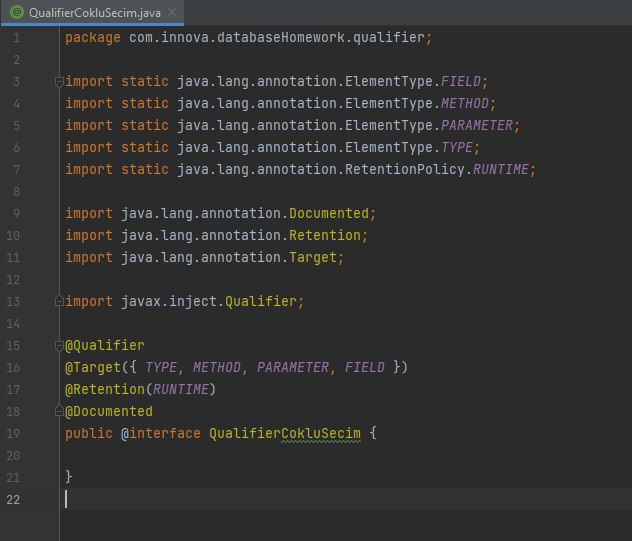 QualifierCokluSecim.java
1 package com.innova.databaseHomework.qualifier;
2
3 import static java.lang.annotation.ElementType.FIELD;
4 import static java.lang.annotation.ElementType.METHOD;
5 import static java.lang.annotation.ElementType.PARAMETER;
6 import static java.lang.annotation.ElementType.TYPE;
7 import static java.lang.annotation.RetentionPolicy.RUNTIME;
8
9 import java.lang.annotation.Documented;
10 import java.lang.annotation.Retention;
11 import java.lang.annotation.Target;
12
13 import javax.inject.Qualifier;
14
15 @Qualifier
16 @Target({ TYPE, METHOD, PARAMETER, FIELD })
17 @Retention(RUNTIME)
18 @Documented
19 public @interface QualifierCokluSecim {
20
21 }
22